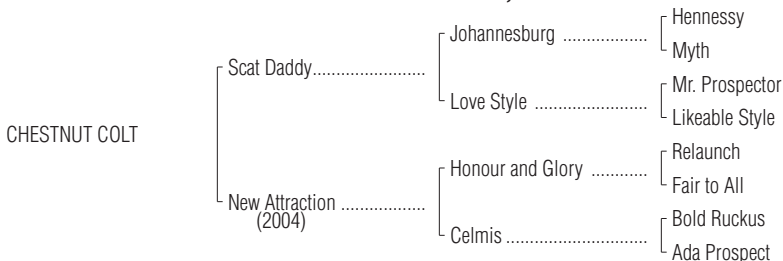 Hennessy
Johannesburg ..................
Myth
Scat Daddy........................
Mr. Prospector
Love Style ........................
Likeable Style
CHESTNUT COLT
Relaunch
Honour and Glory ............
Fair to All
New Attraction ..................
(2004)
Bold Ruckus
Celmis ..............................
Ada Prospect